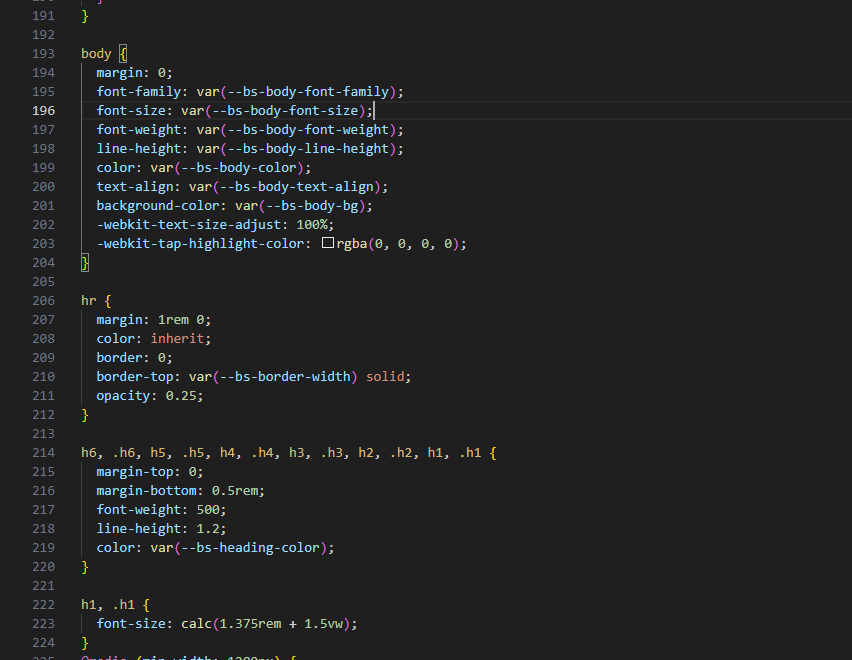 191 }
192
193 body {
194 margin: 0;
195 font-family: var(--bs-body-font-family);
196 font-size: var(--bs-body-font-size);
197 font-weight: var(--bs-body-font-weight);
198 line-height: var(--bs-body-line-height);
199 color: var(--bs-body-color);
200 text-align: var(--bs-body-text-align);
201 background-color: var(--bs-body-bg);
202 -webkit-text-size-adjust: 100%;
203 -webkit-tap-highlight-color: rgba(0, 0, 0, 0);
204 }
205
206 hr {
207 margin: 1rem 0;
208 color: inherit;
209 border: 0;
210 border-top: var(--bs-border-width) solid;
211 opacity: 0.25;
212 }
213
214 h6, .h6, h5, .h5, h4, .h4, h3, .h3, h2, .h2, h1, .h1 {
215 margin-top: 0;
216 margin-bottom: 0.5rem;
217 font-weight: 500;
218 line-height: 1.2;
219 color: var(--bs-heading-color);
220 }
221
222 h1, .h1 {
223 font-size: calc(1.375rem + 1.5vw);
224 }
225 @media (min-width: 1200px) {